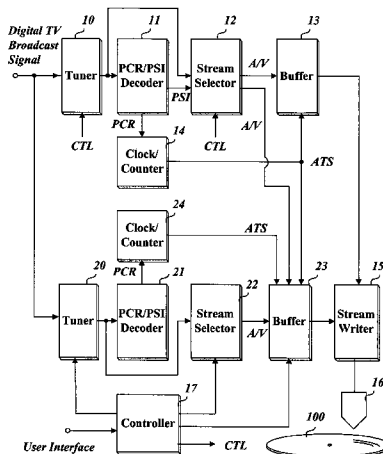 10
11
12
13
Digital TV
Broadcast
Signal
Tuner
PCR/PSI
Decoder
Stream
Selector
Buffer
A/V
PSI
A/V
PCR
CTL
CTL
14
Clock/
Counter
ATS
24
Clock/
Counter
ATS
20
PCR
21
22
23
15
Tuner
PCR/PSI
Decoder
Stream
Selector
A/V
Buffer
Stream
Writer
17
16
Controller
100
User Interface
CTL